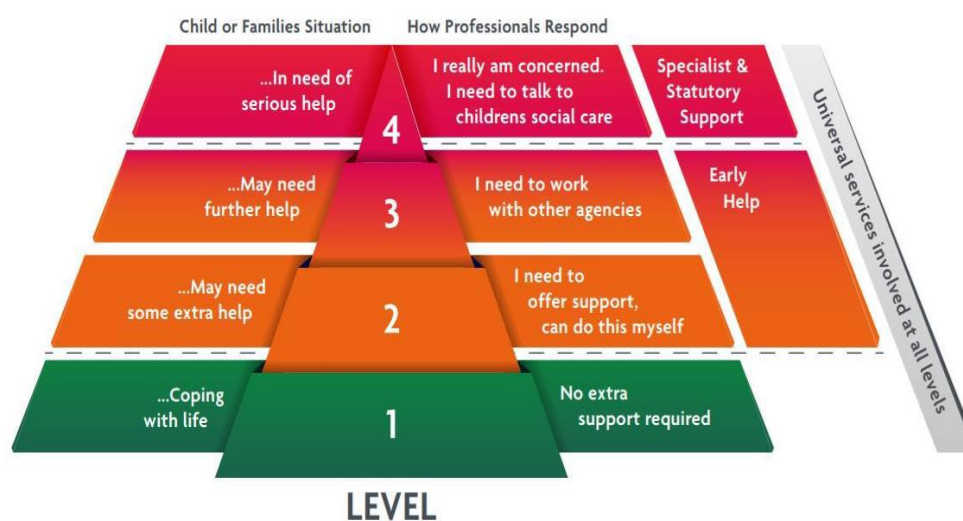 Child or Families Situation
How Professionals Respond
...In need of
serious help
4
I really am concerned.
I need to talk to
childrens social care
Specialist &
Statutory
Support
...May need
further help
3
I need to work
with other agencies
Early
Help
...May need
some extra help
2
I need to
offer support,
can do this myself
...Coping
with life
1
No extra
support required
Universal services involved at all levels
LEVEL